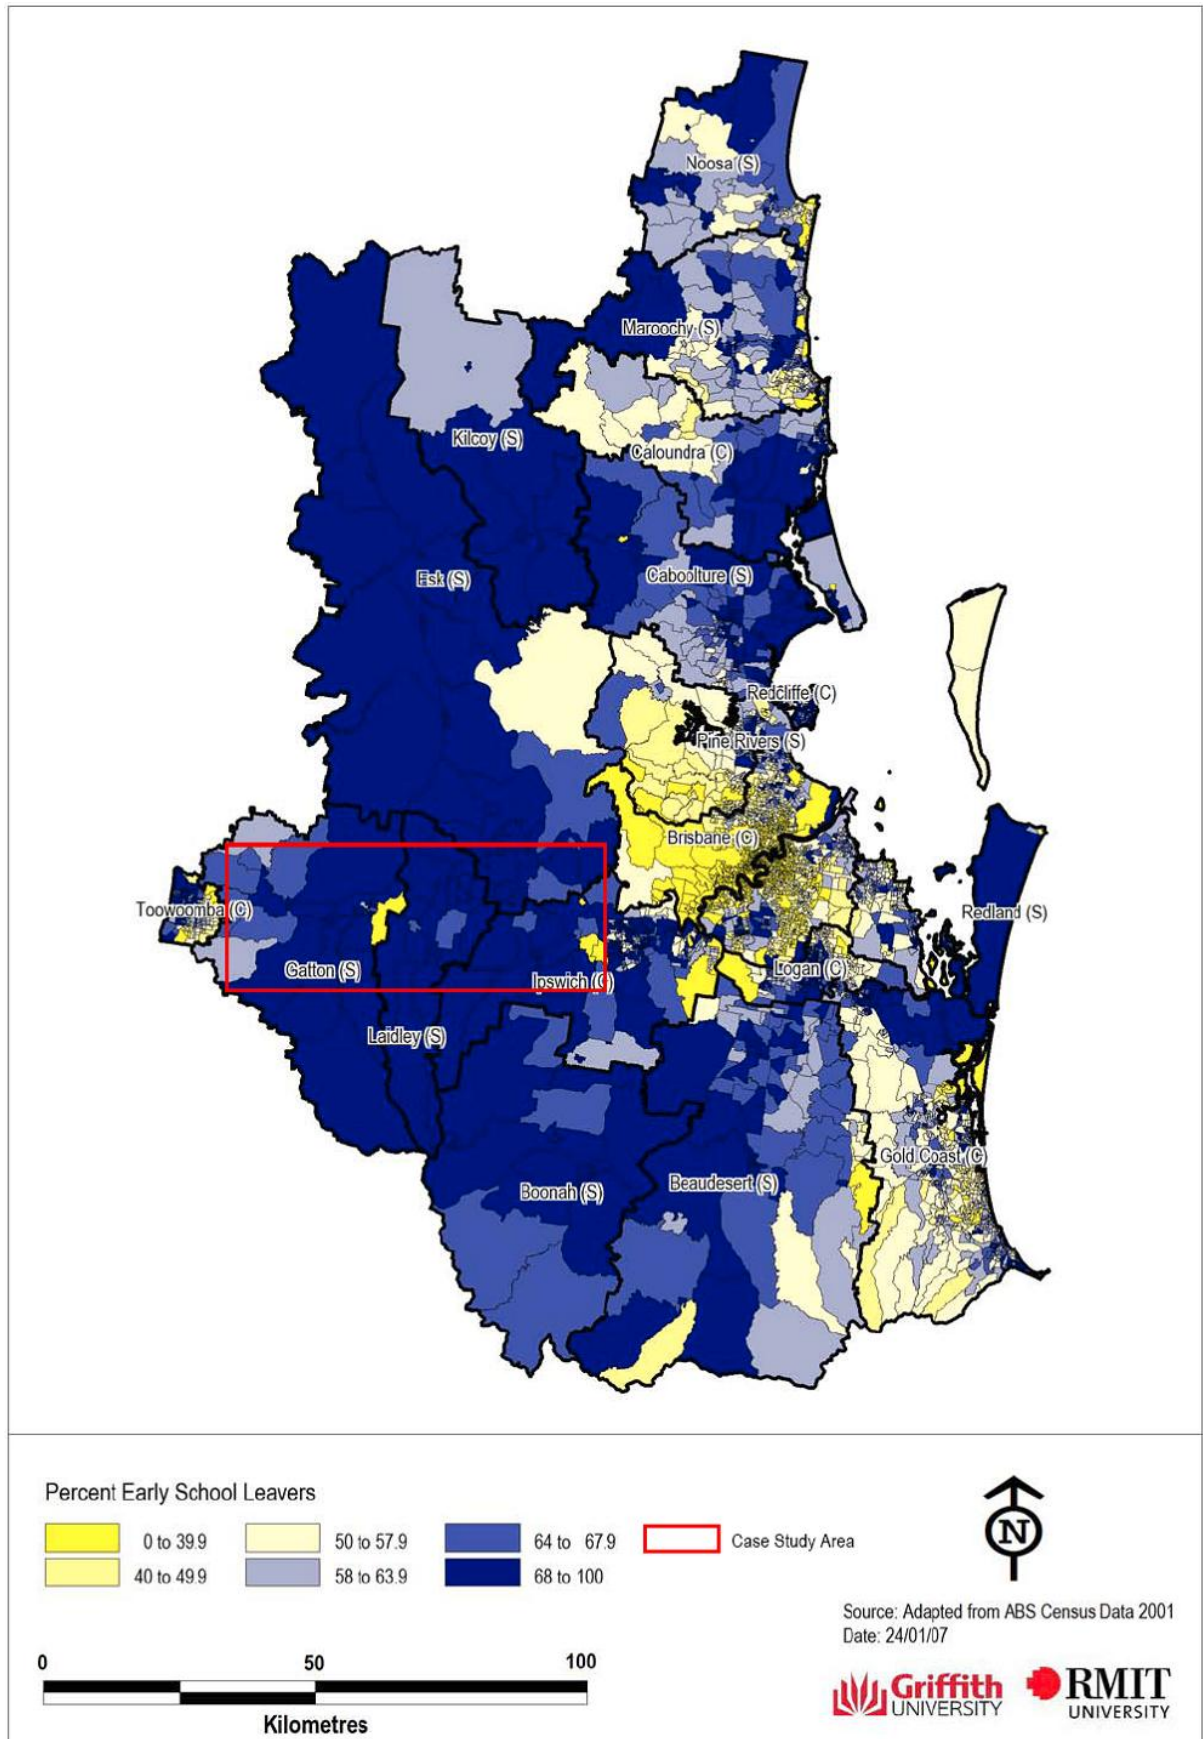 Noosa (S)
Maroochy (S)
Kilcoy (S)
Caloundra (C)
Esk (S)
Caboolture (S)
Redcliffe (C)
Pine Rivers (S)
Brisbane (C)
Toowoomba (C)
Redland (S)
Gatton (S)
Logan (C)
Ipswich (C)
Laidley (S)
Gold Coast (C)
Boonah (S)
Beaudesert (S)
Percent Early School Leavers
0 to 39.9
50 to 57.9
64 to 67.9
Case Study Area
40 to 49.9
58 to 63.9
68 to 100
N
Source: Adapted from ABS Census Data 2001
Date: 24/01/07
0 50 100
Kilometres
Griffith
UNIVERSITY
RMIT
UNIVERSITY